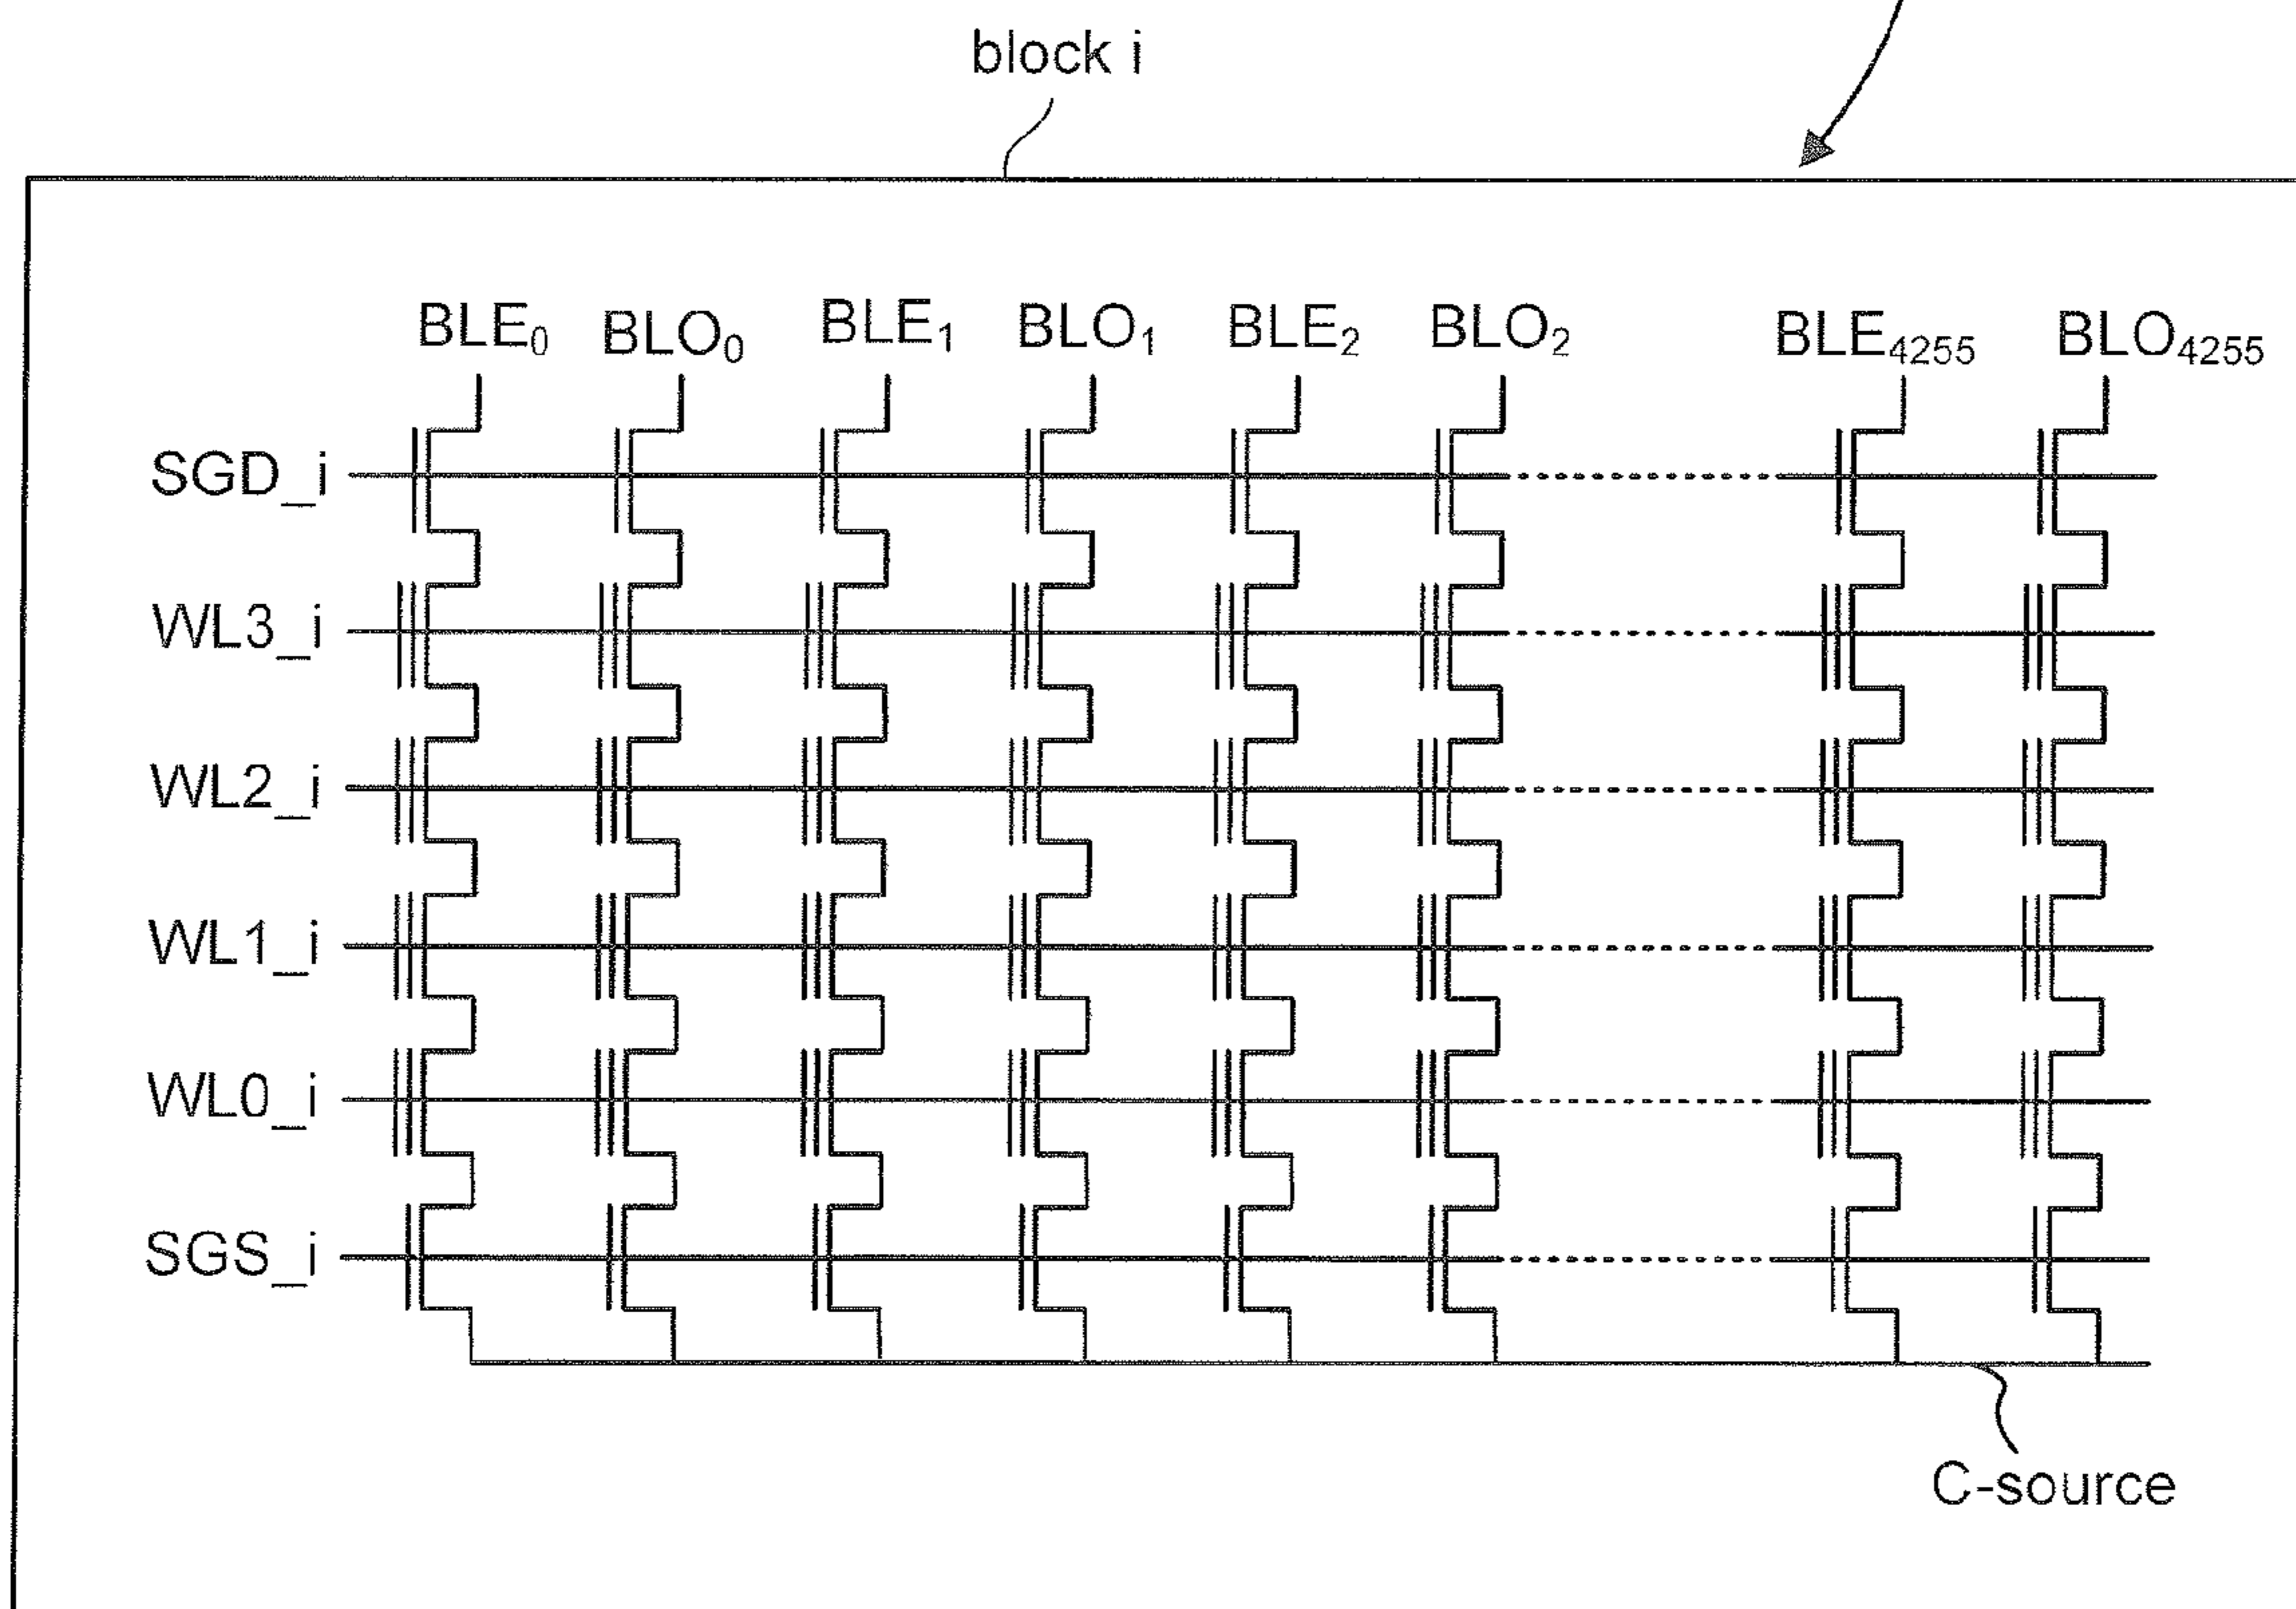 block i
BLE₀ BLO₀ BLE₁ BLO₁ BLE₂ BLO₂ BLE₄₂₅₅ BLO₄₂₅₅
SGD_i
WL3_i
WL2_i
WL1_i
WL0_i
SGS_i
C-source